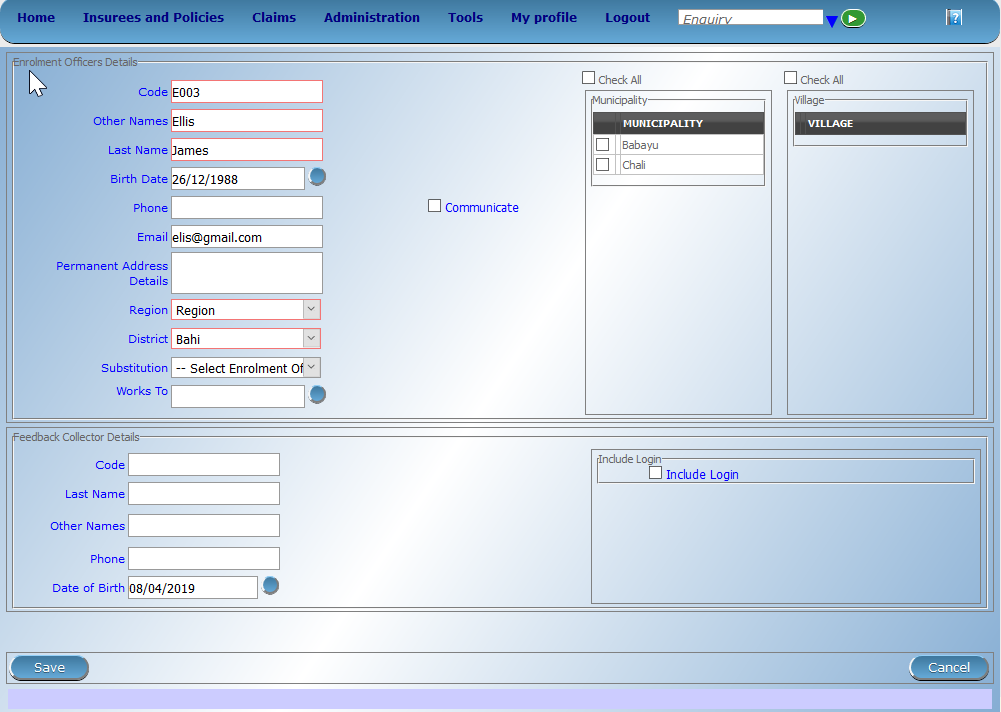 Home Insurees and Policies Claims Administration Tools My profile Logout Enquiry ?
Enrolment Officers Details
Code E003
Other Names Ellis
Last Name James
Birth Date 26/12/1988
Phone
Communicate
Email elis@gmail.com
Permanent Address
Details
Region Region
District Bahi
Substitution -- Select Enrolment Of
Works To
Check All
Municipality
MUNICIPALITY
Babayu
Chali
Check All
Village
VILLAGE
Feedback Collector Details
Code
Last Name
Other Names
Phone
Date of Birth 08/04/2019
Include Login
Include Login
Save Cancel